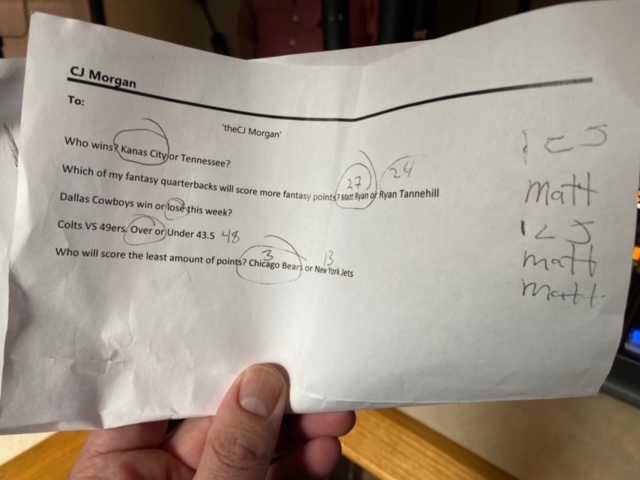 CJ Morgan
To:
'theCJ Morgan'
Who wins? Kanas City or Tennessee?
27 24
Which of my fantasy quarterbacks will score more fantasy points? Matt Ryan or Ryan Tannehill
Dallas Cowboys win or lose this week?
Colts VS 49ers. Over or Under 43.5 48
3 13
Who will score the least amount of points? Chicago Bears or New York Jets
matt
matt
matt